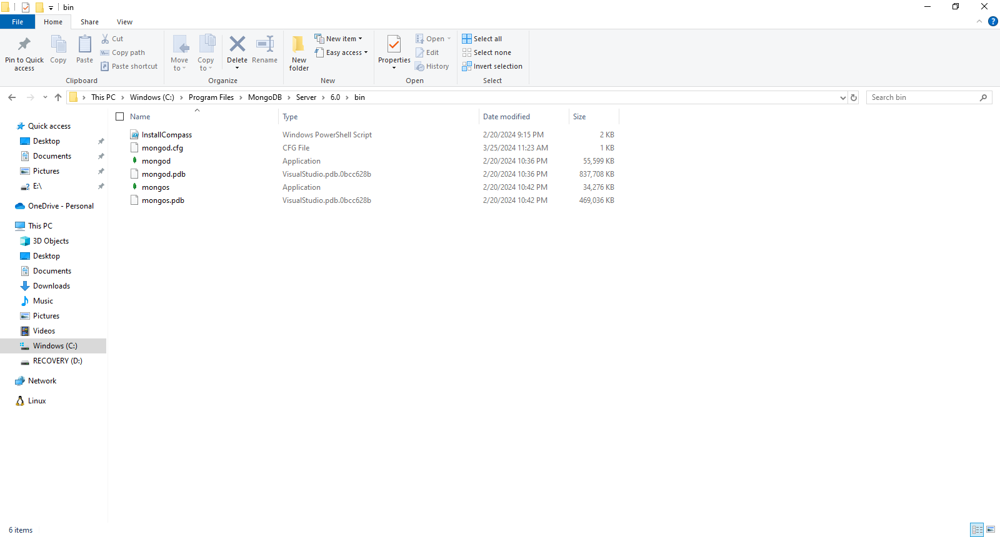 bin
File Home Share View
Pin to Quick access
Copy
Paste
Cut
Copy path
Paste shortcut
Clipboard
Move to
Copy to
Delete
Rename
Organize
New folder
New item
Easy access
New
Properties
Open
Edit
History
Open
Select all
Select none
Invert selection
Select
This PC > Windows (C:) > Program Files > MongoDB > Server > 6.0 > bin
Search bin
Quick access
Desktop
Documents
Pictures
E:\
OneDrive - Personal
This PC
3D Objects
Desktop
Documents
Downloads
Music
Pictures
Videos
Windows (C:)
RECOVERY (D:)
Network
Linux
Name Type Date modified Size
InstallCompass Windows PowerShell Script 2/20/2024 9:15 PM 2 KB
mongod.cfg CFG File 3/25/2024 11:23 AM 1 KB
mongod Application 2/20/2024 10:36 PM 55,599 KB
mongod.pdb VisualStudio.pdb.0bcc628b 2/20/2024 10:36 PM 837,708 KB
mongos Application 2/20/2024 10:42 PM 34,276 KB
mongos.pdb VisualStudio.pdb.0bcc628b 2/20/2024 10:42 PM 469,036 KB
6 items